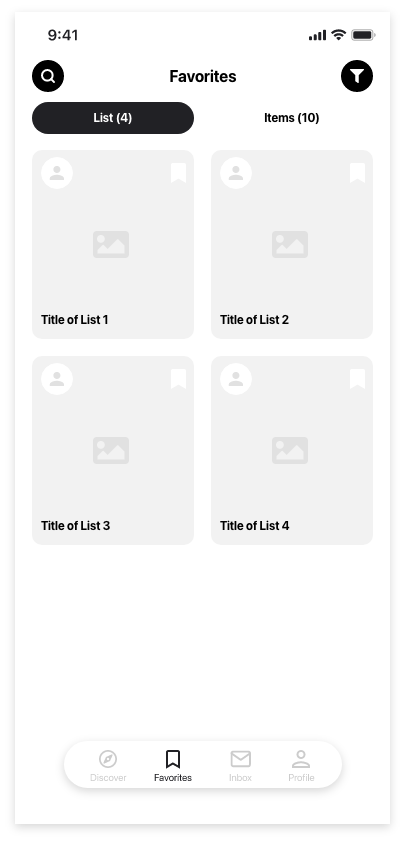 9:41
Favorites
List (4)
Items (10)
Title of List 1
Title of List 2
Title of List 3
Title of List 4
Discover
Favorites
Inbox
Profile